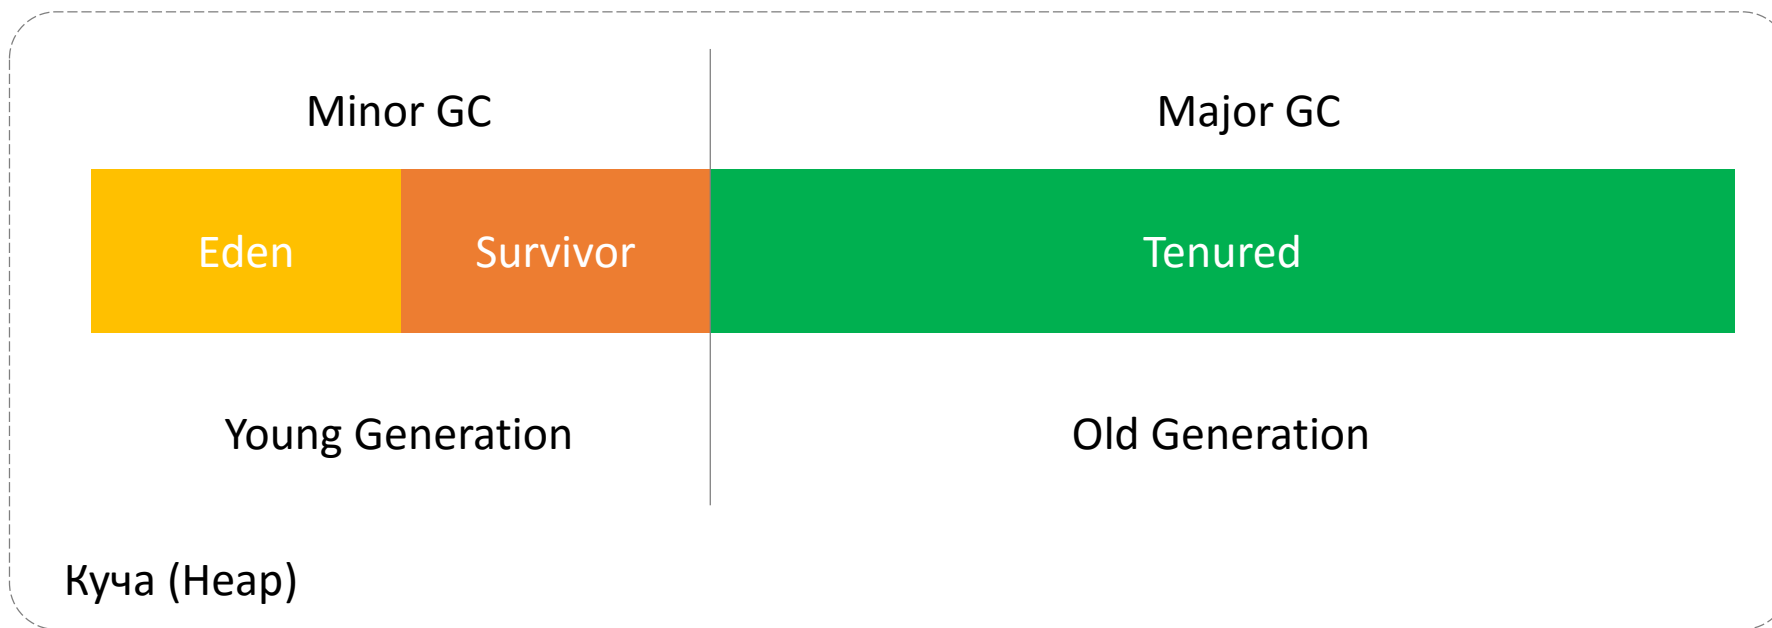 Minor GC
Major GC
Eden
Survivor
Tenured
Young Generation
Old Generation
Куча (Heap)